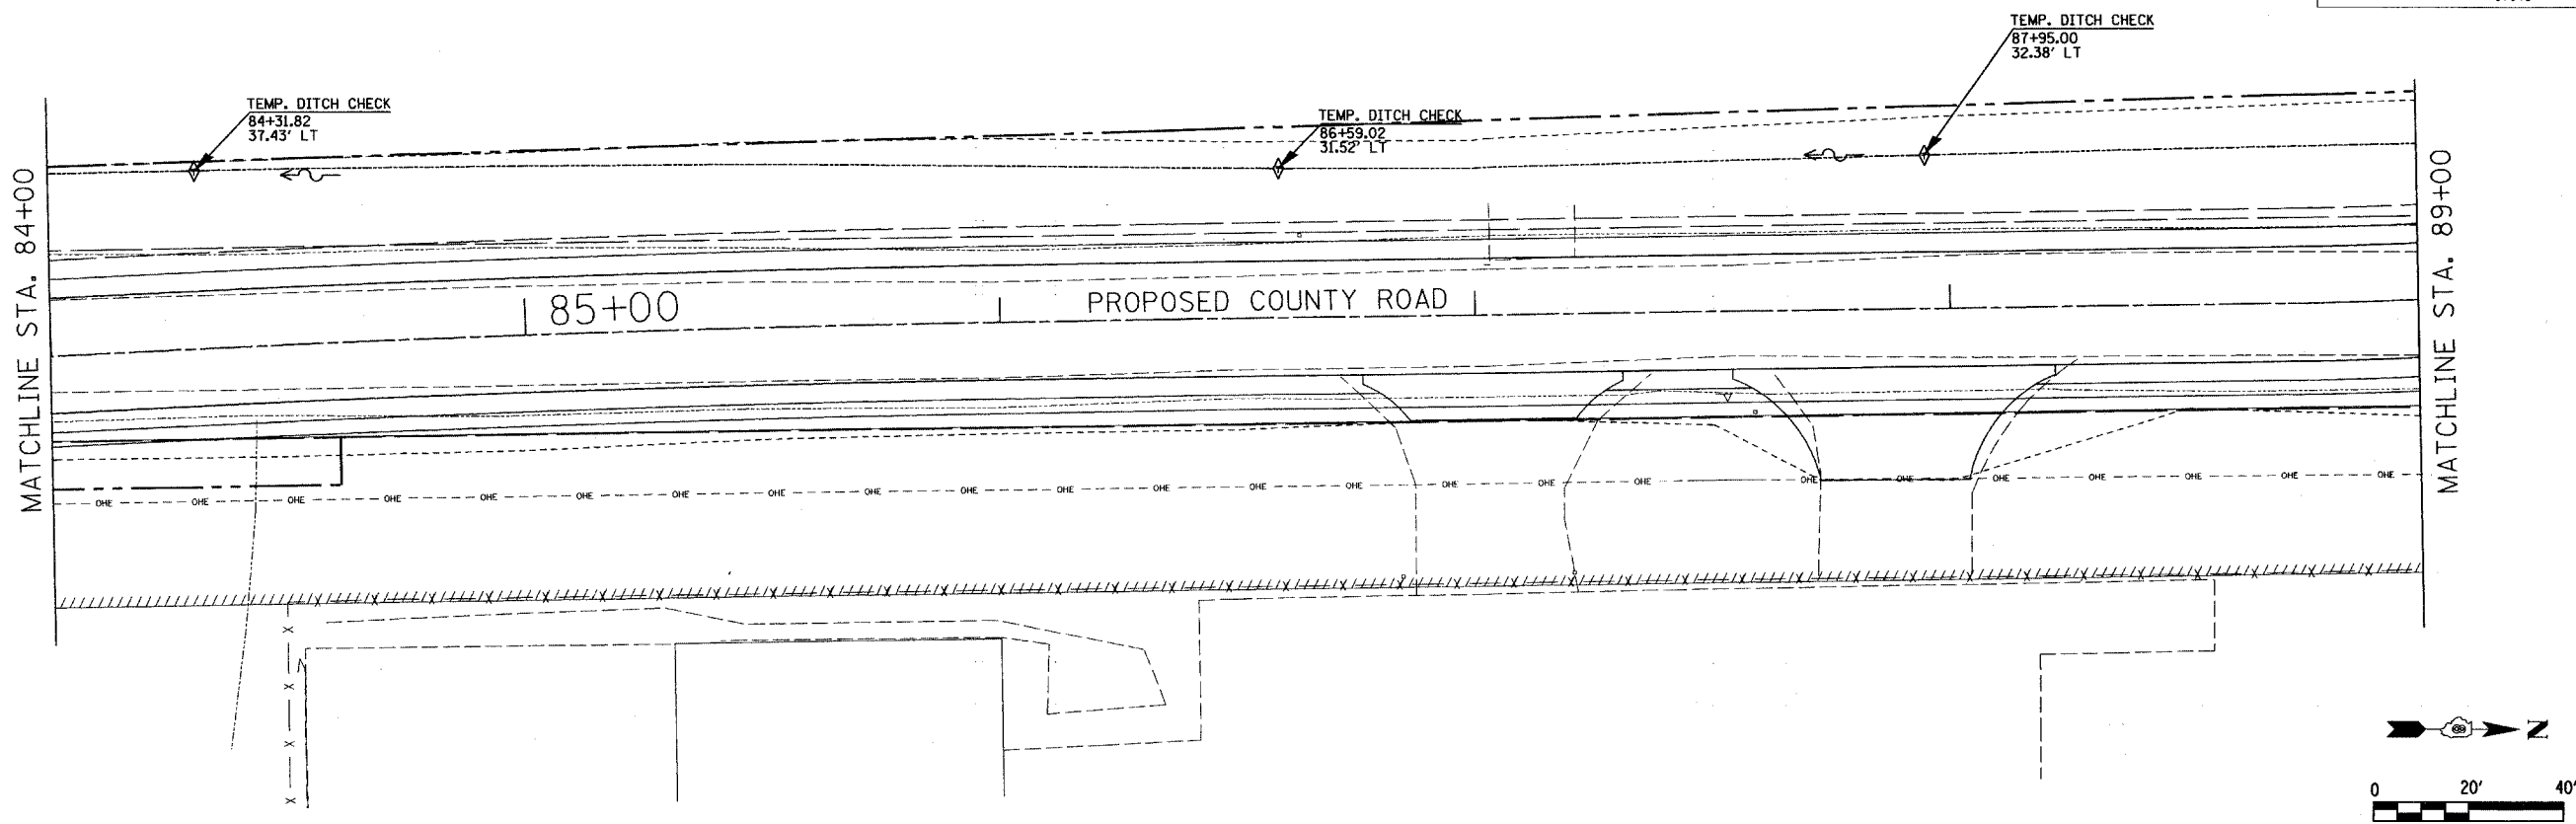 TEMP. DITCH CHECK
87+95.00
32.38' LT
TEMP. DITCH CHECK
84+31.82
37.43' LT
TEMP. DITCH CHECK
86+59.02
31.52' LT
MATCHLINE STA. 84+00
MATCHLINE STA. 89+00
85+00
PROPOSED COUNTY ROAD
OHE OHE OHE OHE OHE OHE OHE OHE OHE OHE OHE OHE OHE OHE OHE OHE OHE OHE OHE OHE OHE OHE OHE OHE OHE
N
0 20' 40'